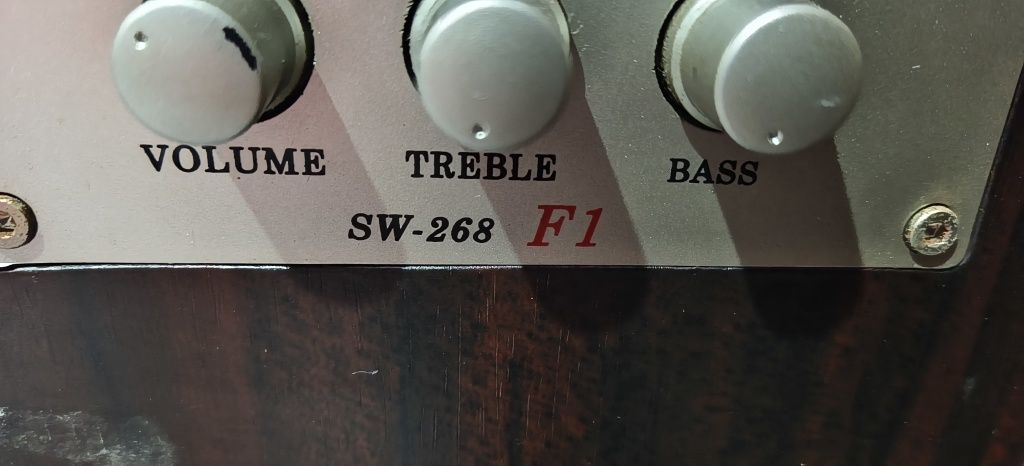 VOLUME TREBLE BASS
SW-268 F1